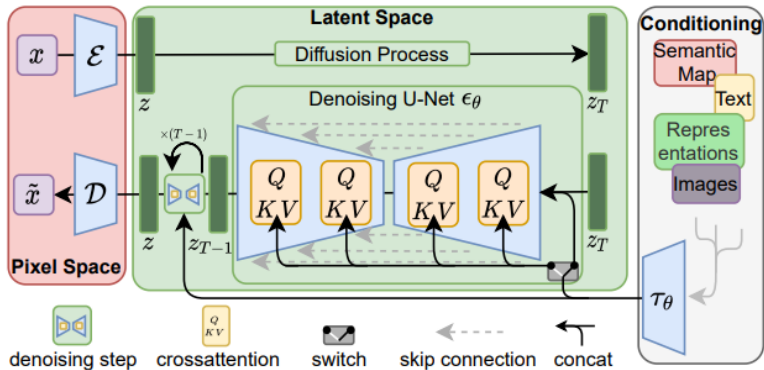 Latent Space
Conditioning
x
ℰ
Diffusion Process
z
z_T
Semantic
Map
Text
Repres
entations
Images
Denoising U-Net ϵ_θ
×(T−1)
x̃
𝒟
z
z_{T−1}
Q
KV
Q
KV
Q
KV
Q
KV
z_T
Pixel Space
τ_θ
Q
KV
denoising step
crossattention
switch
skip connection
concat